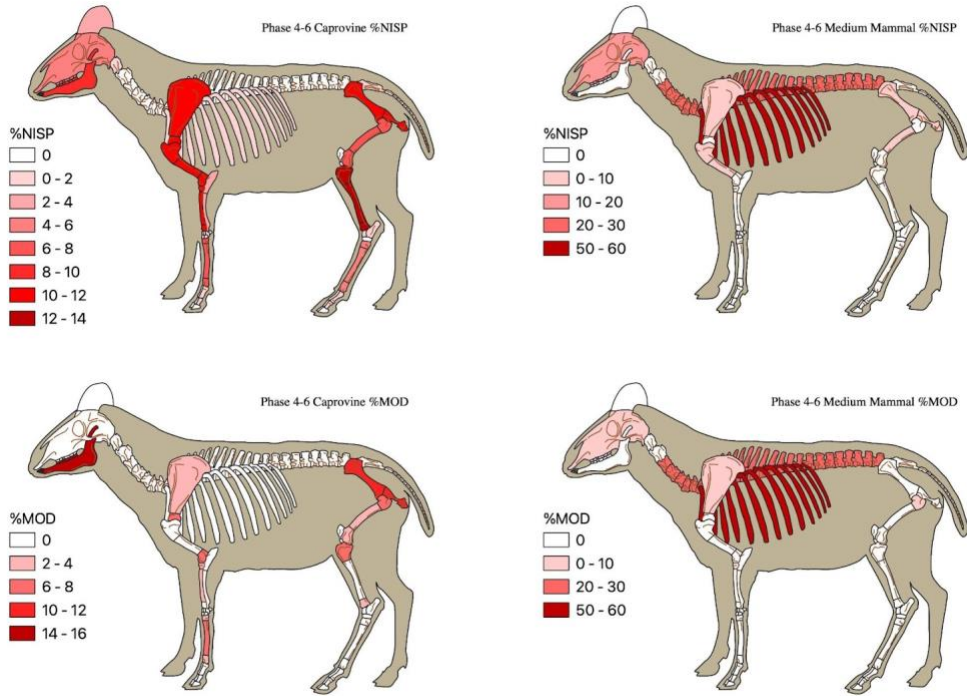 Phase 4-6 Caprovine %NISP
%NISP
0
0 - 2
2 - 4
4 - 6
6 - 8
8 - 10
10 - 12
12 - 14
Phase 4-6 Medium Mammal %NISP
%NISP
0
0 - 10
10 - 20
20 - 30
50 - 60
Phase 4-6 Caprovine %MOD
%MOD
0
2 - 4
6 - 8
10 - 12
14 - 16
Phase 4-6 Medium Mammal %MOD
%MOD
0
0 - 10
20 - 30
50 - 60